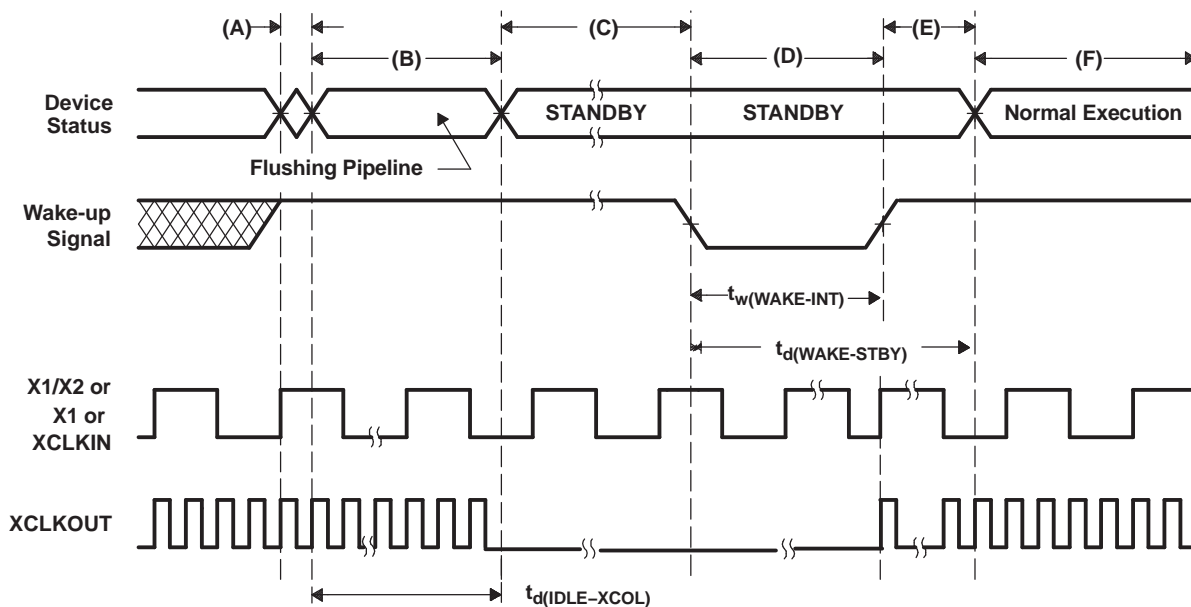 (A)
(C)
(E)
(B)
(D)
(F)
Device
Status
STANDBY
STANDBY
Normal Execution
Flushing Pipeline
Wake-up
Signal
tw(WAKE-INT)
td(WAKE-STBY)
X1/X2 or
X1 or
XCLKIN
XCLKOUT
td(IDLE–XCOL)